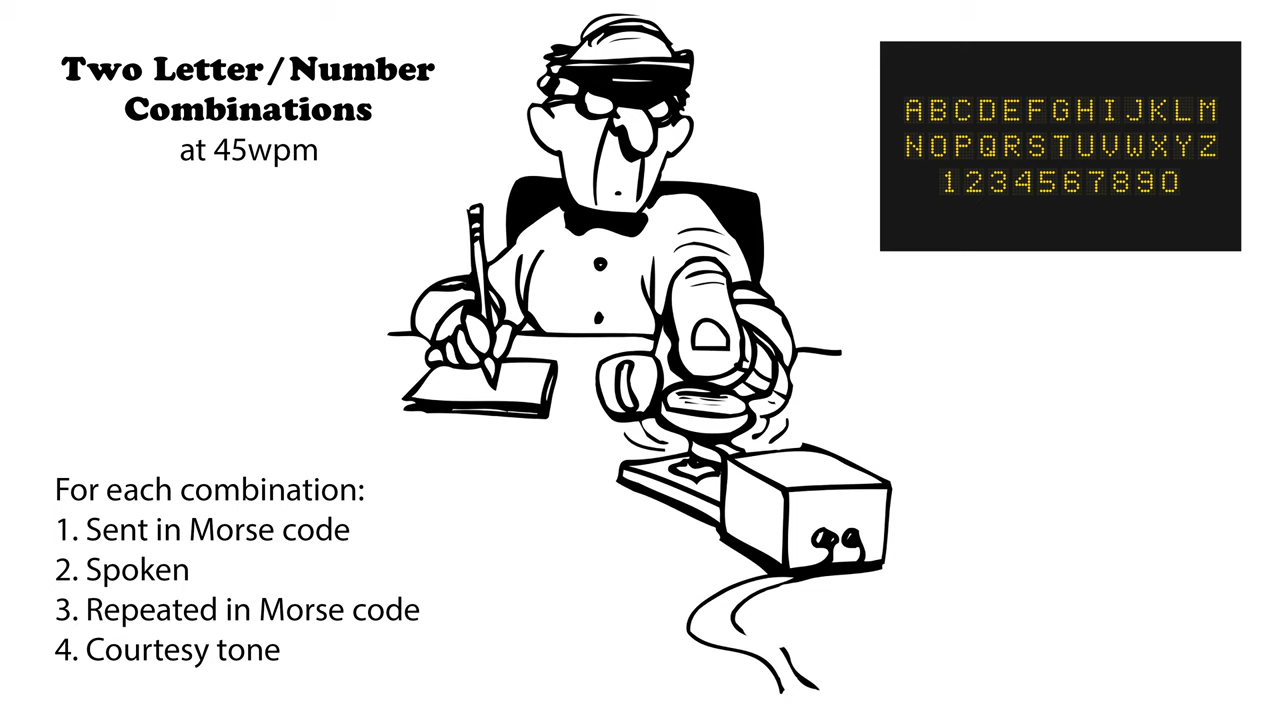 Two Letter/Number
Combinations
at 45wpm
ABCDEFGHIJKLM
NOPQRSTUVWXYZ
1234567890
For each combination:
1. Sent in Morse code
2. Spoken
3. Repeated in Morse code
4. Courtesy tone